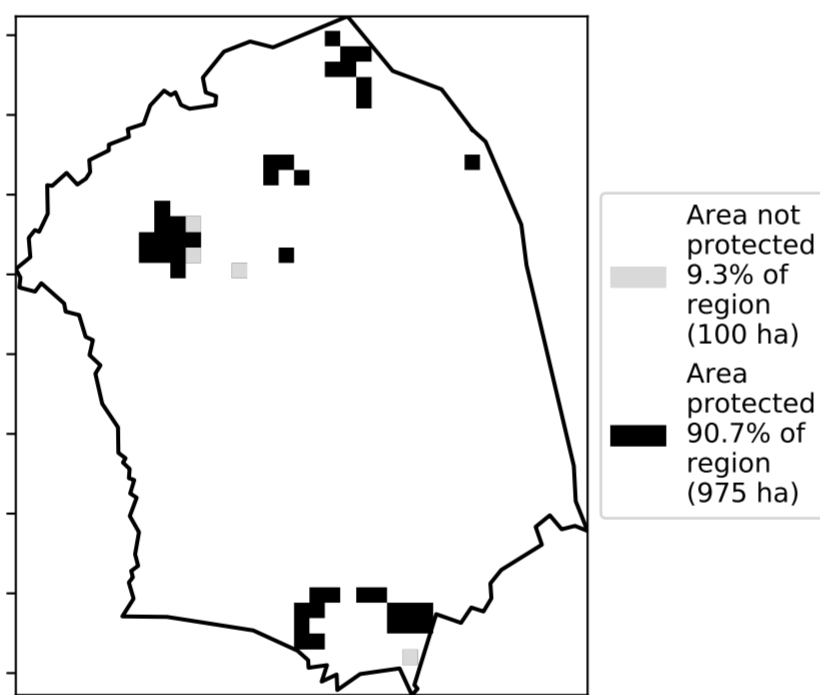 Area not
protected
9.3% of
region
(100 ha)
Area
protected
90.7% of
region
(975 ha)